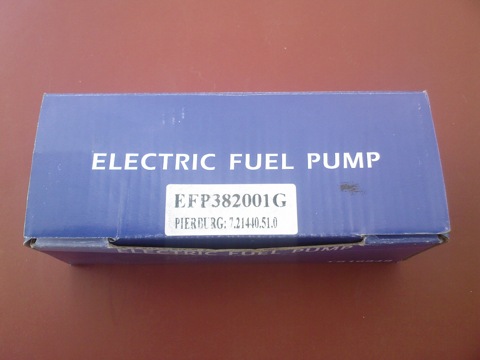 ELECTRIC FUEL PUMP
EFP382001G
PIERBURG: 7.21440.51.0
ELECTRIC FUEL PUMP